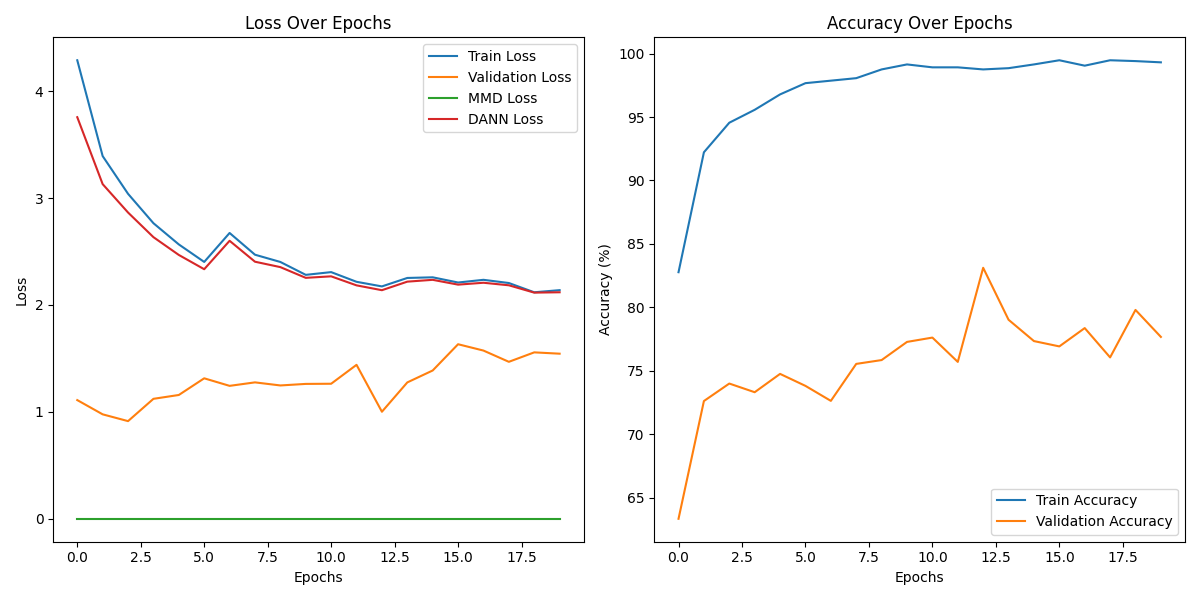 Loss Over Epochs
Train Loss
Validation Loss
MMD Loss
DANN Loss
4
3
2
1
0
Loss
0.0 2.5 5.0 7.5 10.0 12.5 15.0 17.5
Epochs
Accuracy Over Epochs
100
95
90
85
80
75
70
65
Accuracy (%)
Train Accuracy
Validation Accuracy
0.0 2.5 5.0 7.5 10.0 12.5 15.0 17.5
Epochs